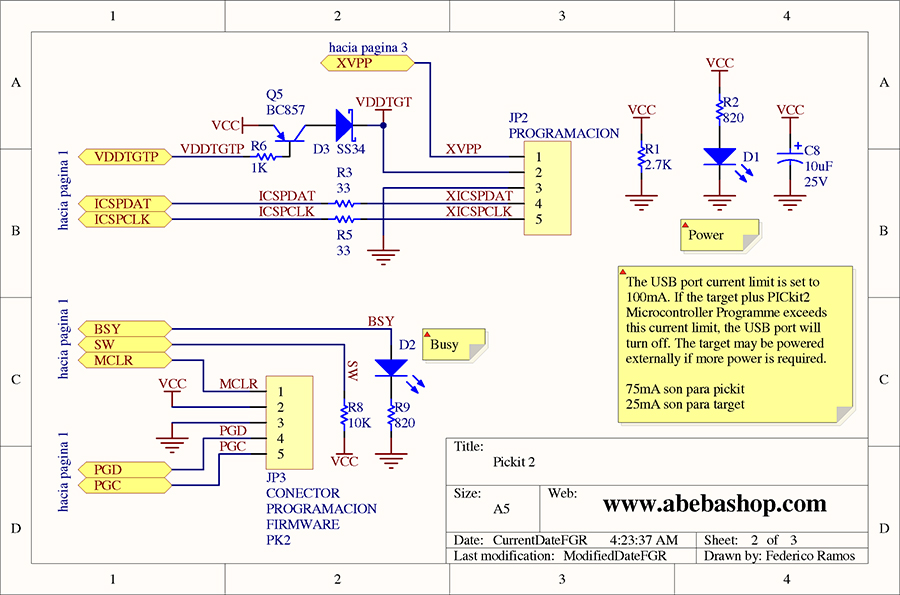 1 2 3 4
A A
hacia pagina 3
XVPP
VCC
Q5
BC857
R2
820
VDDTGT
VCC
VCC
VCC
JP2
PROGRAMACION
hacia pagina 1
VDDTGTP
VDDTGTP
R6
1K
D3 SS34
XVPP
1
2
3
4
5
R1
2.7K
D1
+
C8
10uF
25V
R3
33
ICSPDAT
ICSPDAT
XICSPDAT
ICSPCLK
ICSPCLK
XICSPCLK
R5
33
B B
Power
The USB port current limit is set to
100mA. If the target plus PICkit2
Microcontroller Programme exceeds
this current limit, the USB port will
turn off. The target may be powered
externally if more power is required.
75mA son para pickit
25mA son para target
hacia pagina 1
BSY
SW
MCLR
BSY
D2
Busy
SW
C C
VCC
MCLR
1
2
3
4
5
R8
10K
VCC
R9
820
hacia pagina 1
PGD
PGC
PGD
PGC
JP3
CONECTOR
PROGRAMACION
FIRMWARE
PK2
Title:
Pickit 2
Size:
A5
Web:
www.abebashop.com
D D
Date: CurrentDateFGR 4:23:37 AM Sheet: 2 of 3
Last modification: ModifiedDateFGR Drawn by: Federico Ramos
1 2 3 4